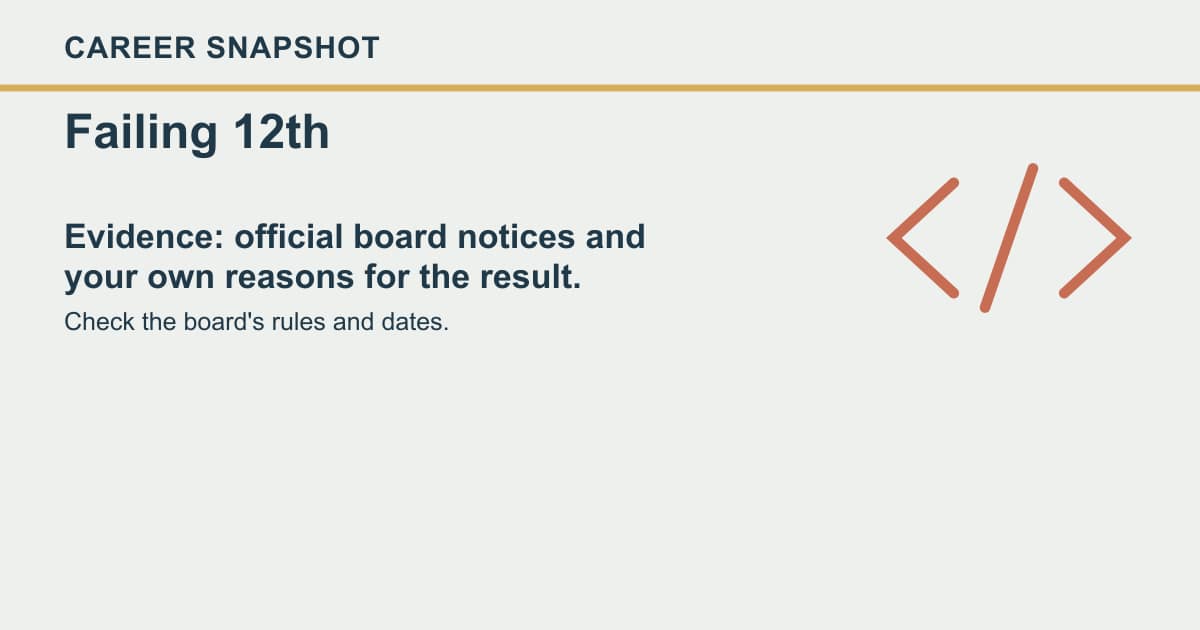 CAREER SNAPSHOT
Failing 12th
Evidence: official board notices and
your own reasons for the result.
Check the board's rules and dates.